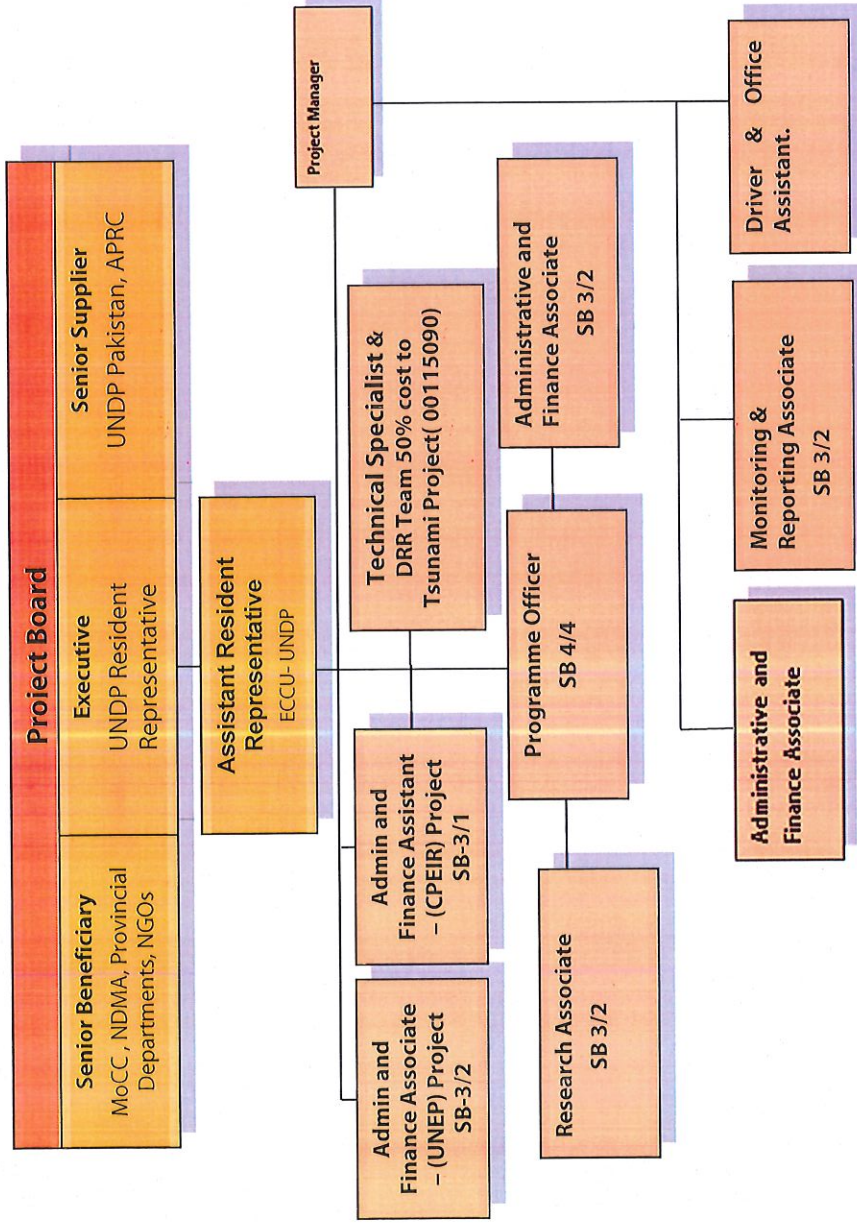 Project Board
Senior Beneficiary
MoCC , NDMA, Provincial
Departments, NGOs
Executive
UNDP Resident
Representative
Senior Supplier
UNDP Pakistan, APRC
Assistant Resident
Representative
ECCU- UNDP
Project Manager
Admin and
Finance Associate
– (UNEP) Project
SB-3/2
Admin and
Finance Assistant
– (CPEIR) Project
SB-3/1
Technical Specialist &
DRR Team 50% cost to
Tsunami Project( 00115090)
Research Associate
SB 3/2
Programme Officer
SB 4/4
Administrative and
Finance Associate
SB 3/2
Administrative and
Finance Associate
Monitoring &
Reporting Associate
SB 3/2
Driver & Office
Assistant.